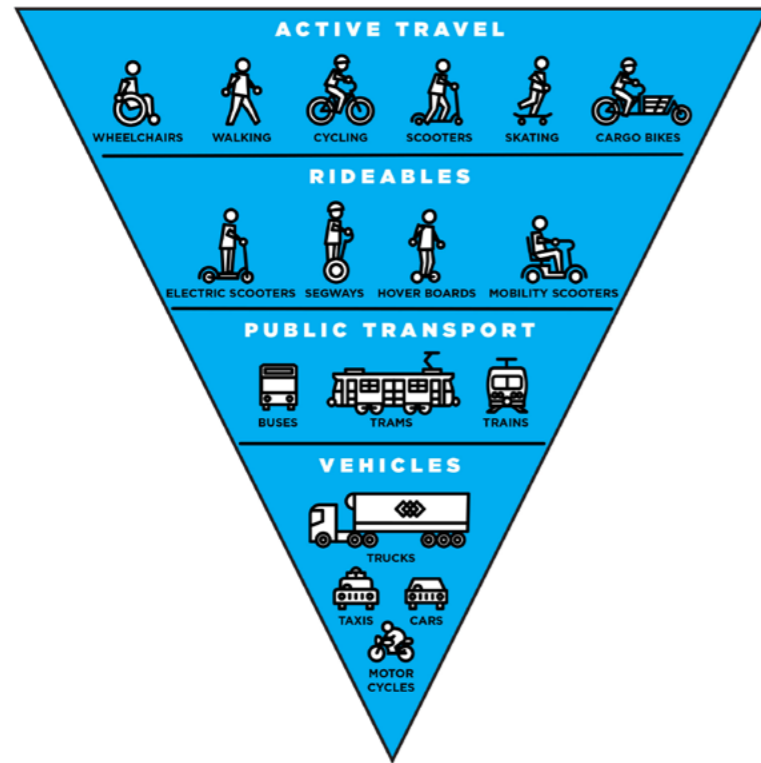 ACTIVE TRAVEL
WHEELCHAIRS WALKING CYCLING SCOOTERS SKATING CARGO BIKES
RIDEABLES
ELECTRIC SCOOTERS SEGWAYS HOVER BOARDS MOBILITY SCOOTERS
PUBLIC TRANSPORT
BUSES TRAMS TRAINS
VEHICLES
TRUCKS
TAXIS CARS
MOTOR
CYCLES